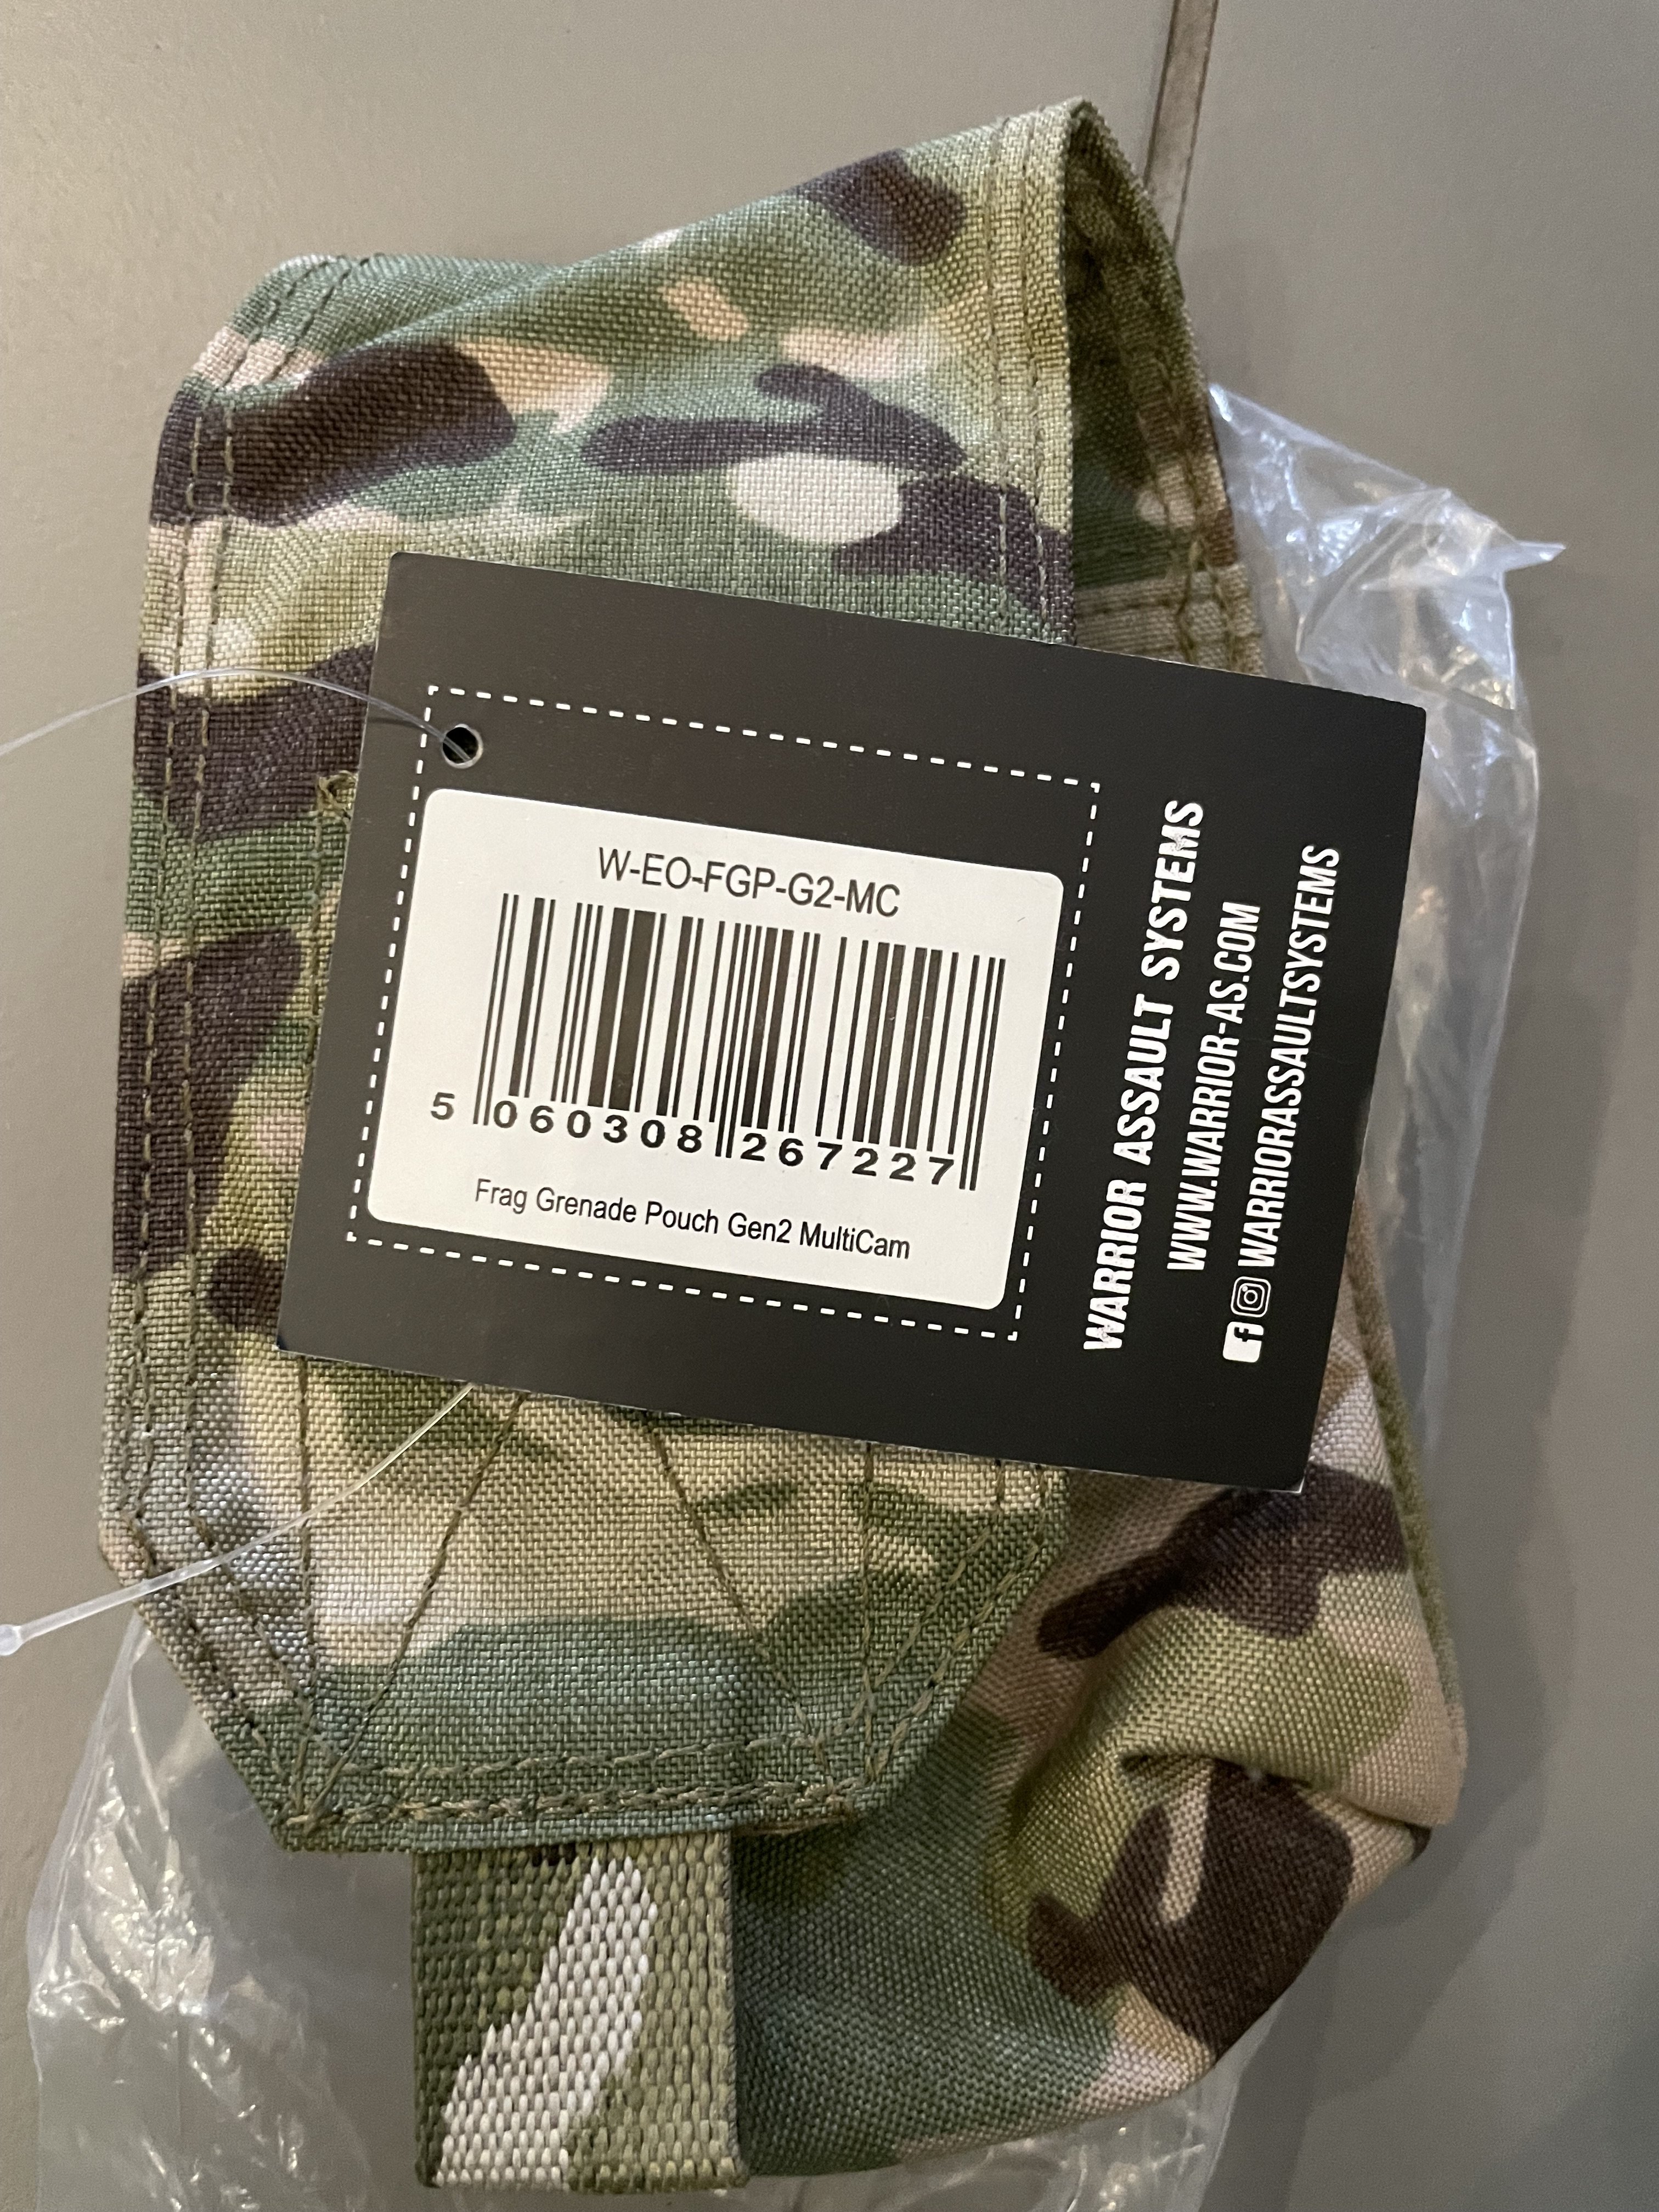 W-EO-FGP-G2-MC
5 060308 267227
Frag Grenade Pouch Gen2 MultiCam
WARRIOR ASSAULT SYSTEMS
WWW.WARRIOR-AS.COM
WARRIORASSAULTSYSTEMS